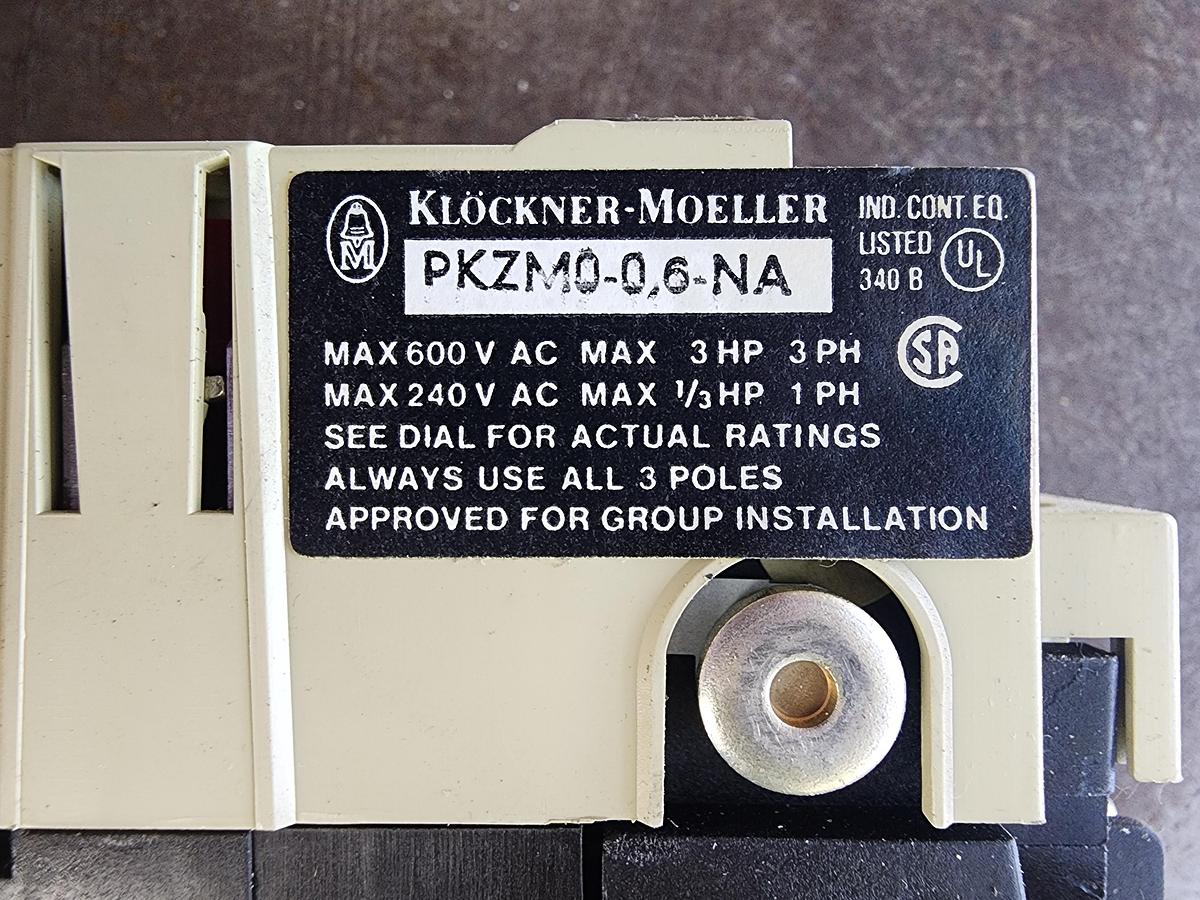 KLÖCKNER-MOELLER
PKZM0-0,6-NA
IND. CONT. EQ.
LISTED UL
340 B
M
MAX 600 V AC MAX 3 HP 3 PH
SA
MAX 240 V AC MAX 1/3 HP 1 PH
SEE DIAL FOR ACTUAL RATINGS
ALWAYS USE ALL 3 POLES
APPROVED FOR GROUP INSTALLATION